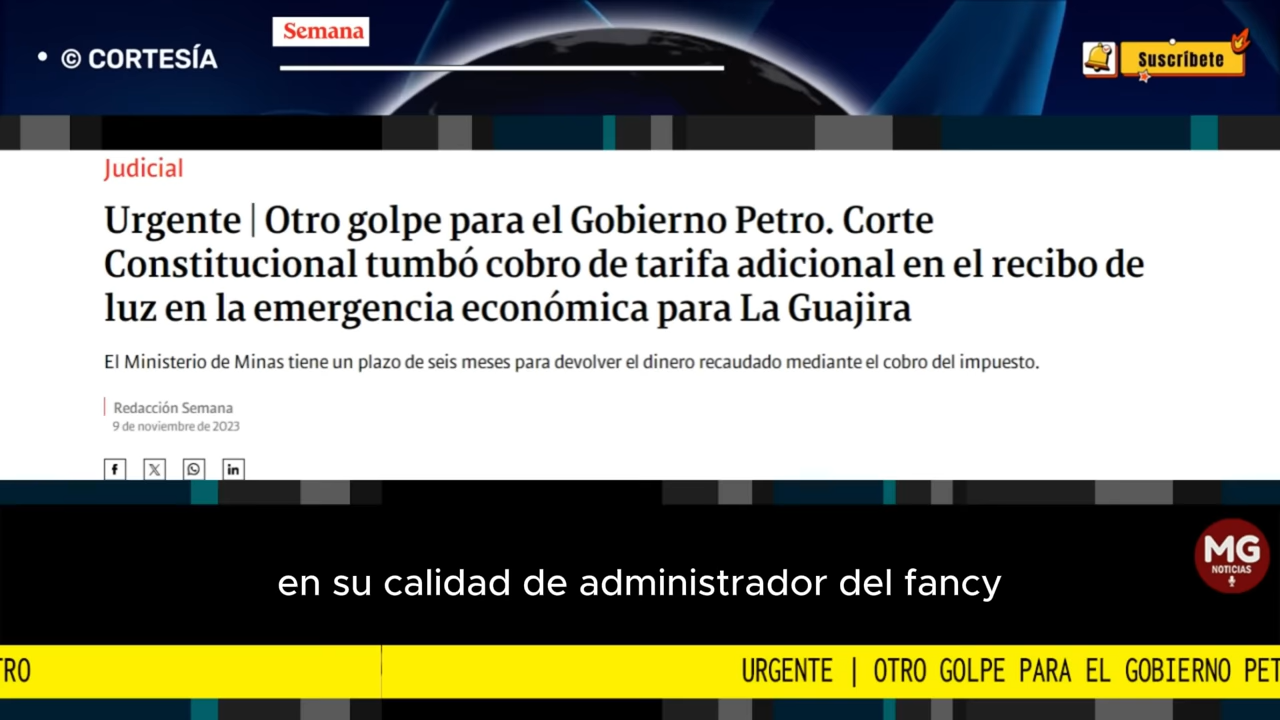 Semana
• © CORTESÍA
Suscríbete
Judicial
Urgente | Otro golpe para el Gobierno Petro. Corte
Constitucional tumbó cobro de tarifa adicional en el recibo de
luz en la emergencia económica para La Guajira
El Ministerio de Minas tiene un plazo de seis meses para devolver el dinero recaudado mediante el cobro del impuesto.
Redacción Semana
9 de noviembre de 2023
MG
NOTICIAS
en su calidad de administrador del fancy
TRO URGENTE | OTRO GOLPE PARA EL GOBIERNO PET